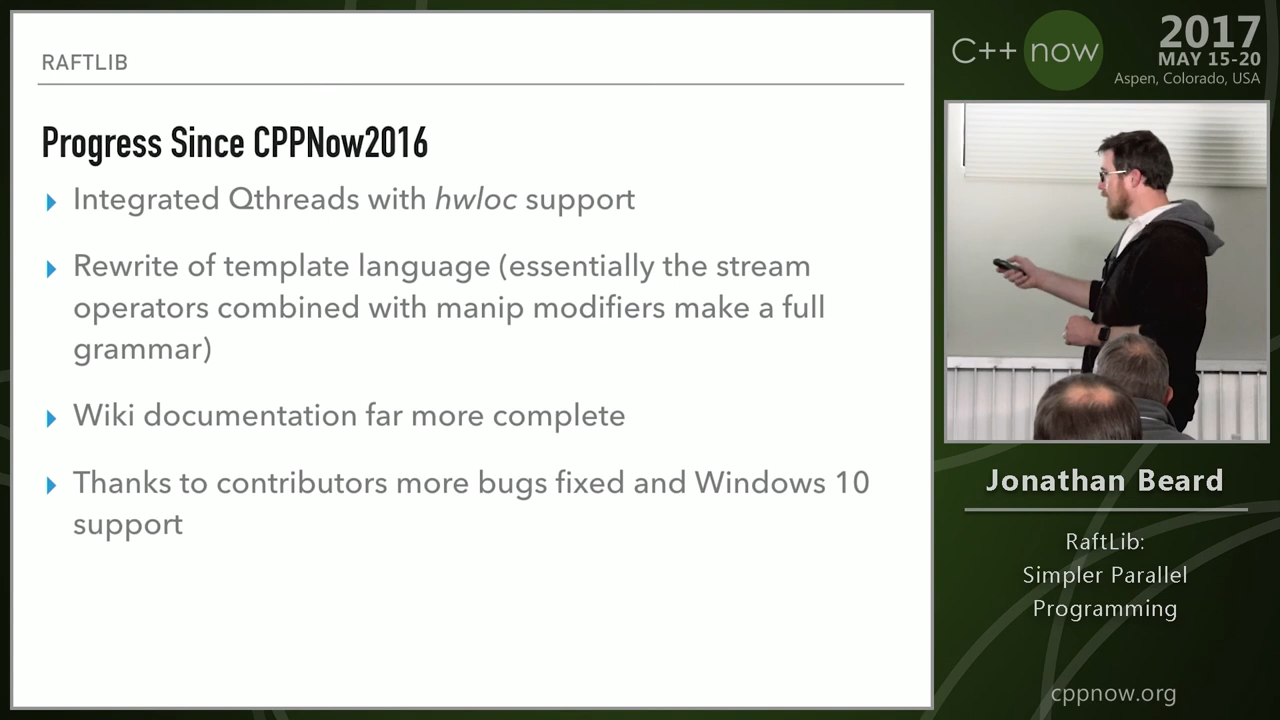 RAFTLIB
Progress Since CPPNow2016
Integrated Qthreads with hwloc support
Rewrite of template language (essentially the stream
operators combined with manip modifiers make a full
grammar)
Wiki documentation far more complete
Thanks to contributors more bugs fixed and Windows 10
support
C++ now
2017
MAY 15-20
Aspen, Colorado, USA
Jonathan Beard
RaftLib:
Simpler Parallel
Programming
cppnow.org